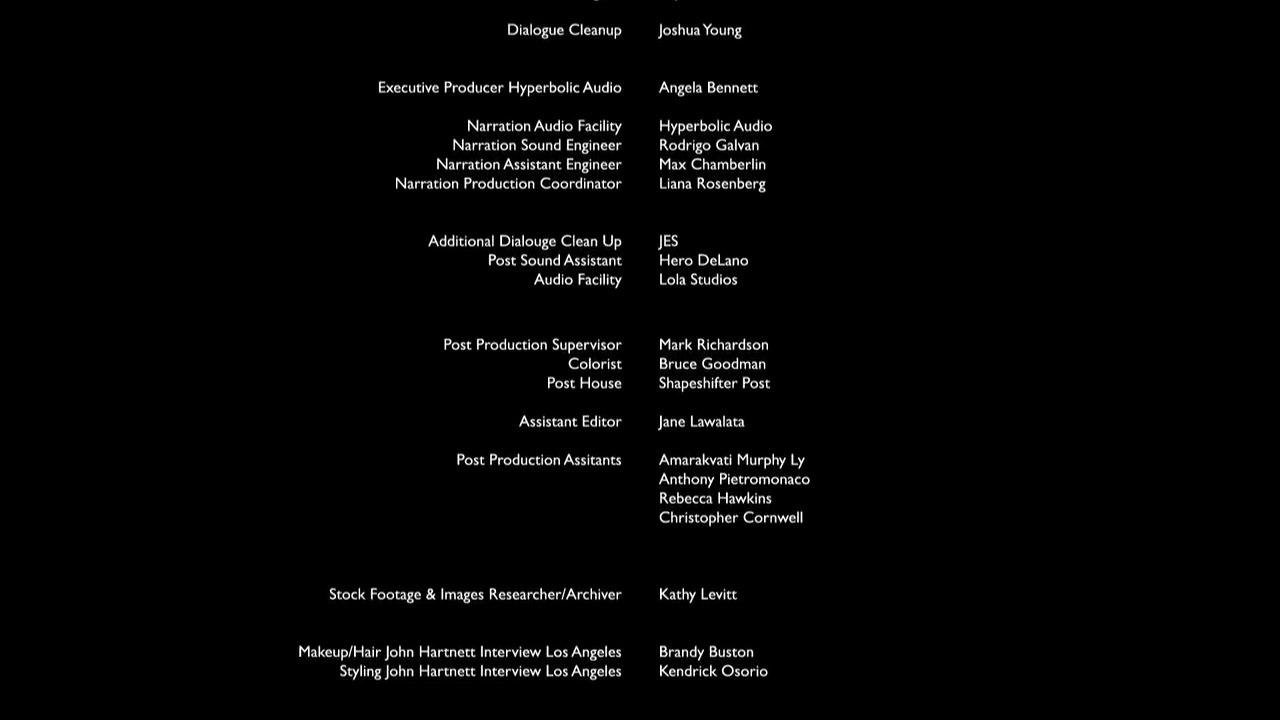 Dialogue Cleanup Joshua Young
Executive Producer Hyperbolic Audio Angela Bennett
Narration Audio Facility Hyperbolic Audio
Narration Sound Engineer Rodrigo Galvan
Narration Assistant Engineer Max Chamberlin
Narration Production Coordinator Liana Rosenberg
Additional Dialouge Clean Up JES
Post Sound Assistant Hero DeLano
Audio Facility Lola Studios
Post Production Supervisor Mark Richardson
Colorist Bruce Goodman
Post House Shapeshifter Post
Assistant Editor Jane Lawalata
Post Production Assitants Amarakvati Murphy Ly
Anthony Pietromonaco
Rebecca Hawkins
Christopher Cornwell
Stock Footage & Images Researcher/Archiver Kathy Levitt
Makeup/Hair John Hartnett Interview Los Angeles Brandy Buston
Styling John Hartnett Interview Los Angeles Kendrick Osorio